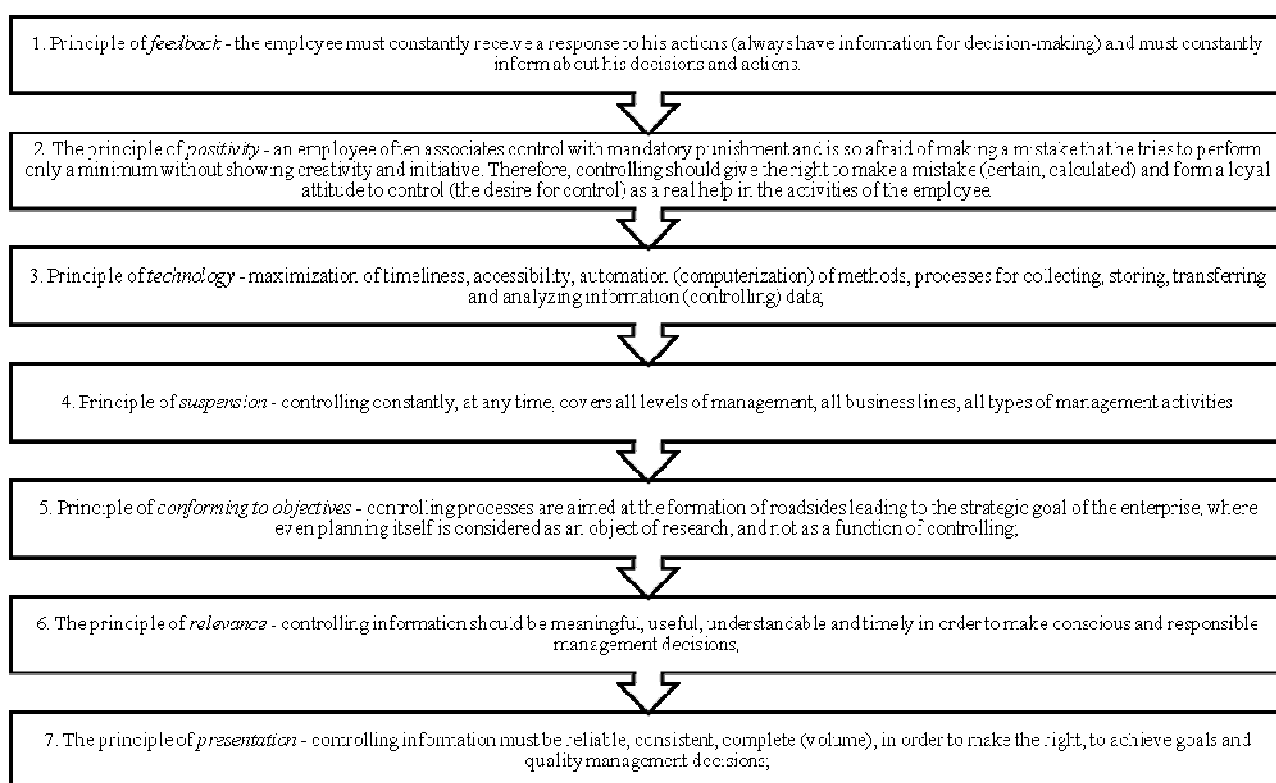 1. Principle of feedback - the employee must constantly receive a response to his actions (always have information for decision-making) and must constantly
inform about his decisions and actions.
2. The principle of positivity - an employee often associates control with mandatory punishment and is so afraid of making a mistake that he tries to perform
only a minimum without showing creativity and initiative. Therefore, controlling should give the right to make a mistake (certain, calculated) and form a loyal
attitude to control (the desire for control) as a real help in the activities of the employee.
3. Principle of technology - maximization of timeliness, accessibility, automation (computerization) of methods, processes for collecting, storing, transferring
and analyzing information (controlling) data;
4. Principle of suspension - controlling constantly, at any time, covers all levels of management, all business lines, all types of management activities
5. Principle of conforming to objectives - controlling processes are aimed at the formation of roadsides leading to the strategic goal of the enterprise, where
even planning itself is considered as an object of research, and not as a function of controlling;
6. The principle of relevance - controlling information should be meaningful, useful, understandable and timely in order to make conscious and responsible
management decisions;
7. The principle of presentation - controlling information must be reliable, consistent, complete (volume), in order to make the right, to achieve goals and
quality management decisions;